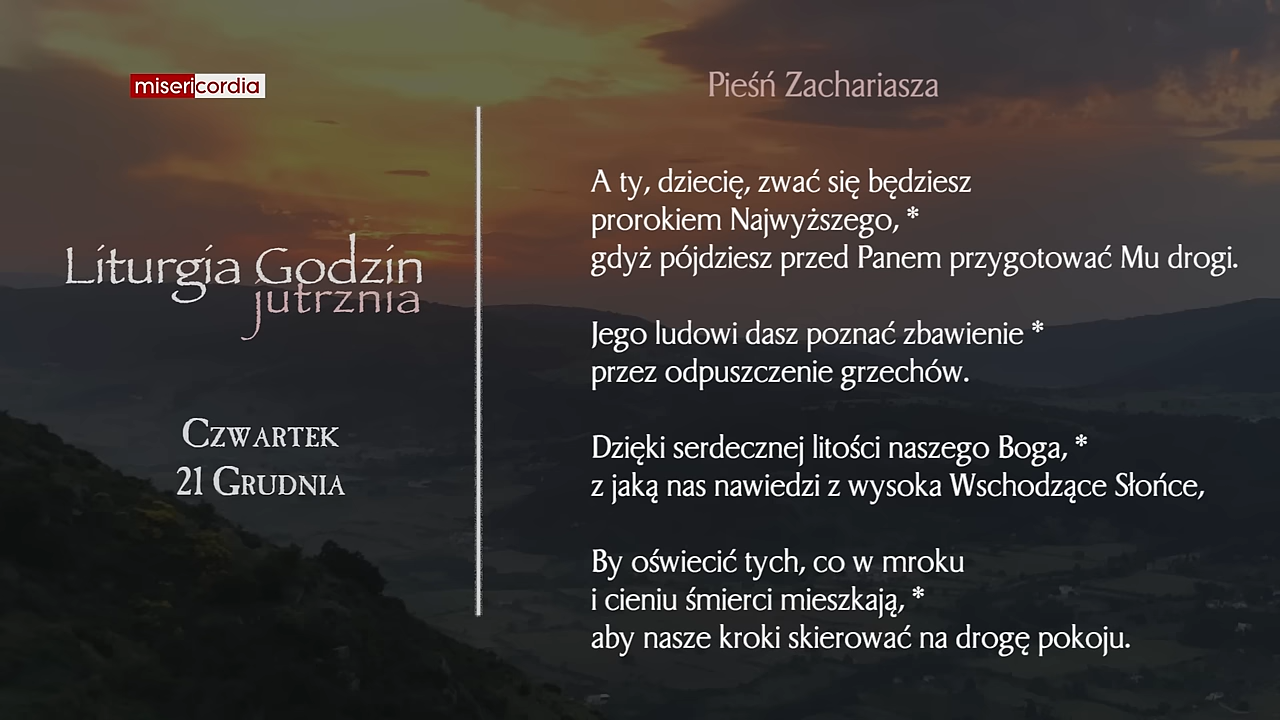 misericordia
Liturgia Godzin
jutrznia
Czwartek
21 Grudnia
Pieśń Zachariasza
A ty, dziecię, zwać się będziesz
prorokiem Najwyższego, *
gdyż pójdziesz przed Panem przygotować Mu drogi.
Jego ludowi dasz poznać zbawienie *
przez odpuszczenie grzechów.
Dzięki serdecznej litości naszego Boga, *
z jaką nas nawiedzi z wysoka Wschodzące Słońce,
By oświecić tych, co w mroku
i cieniu śmierci mieszkają, *
aby nasze kroki skierować na drogę pokoju.